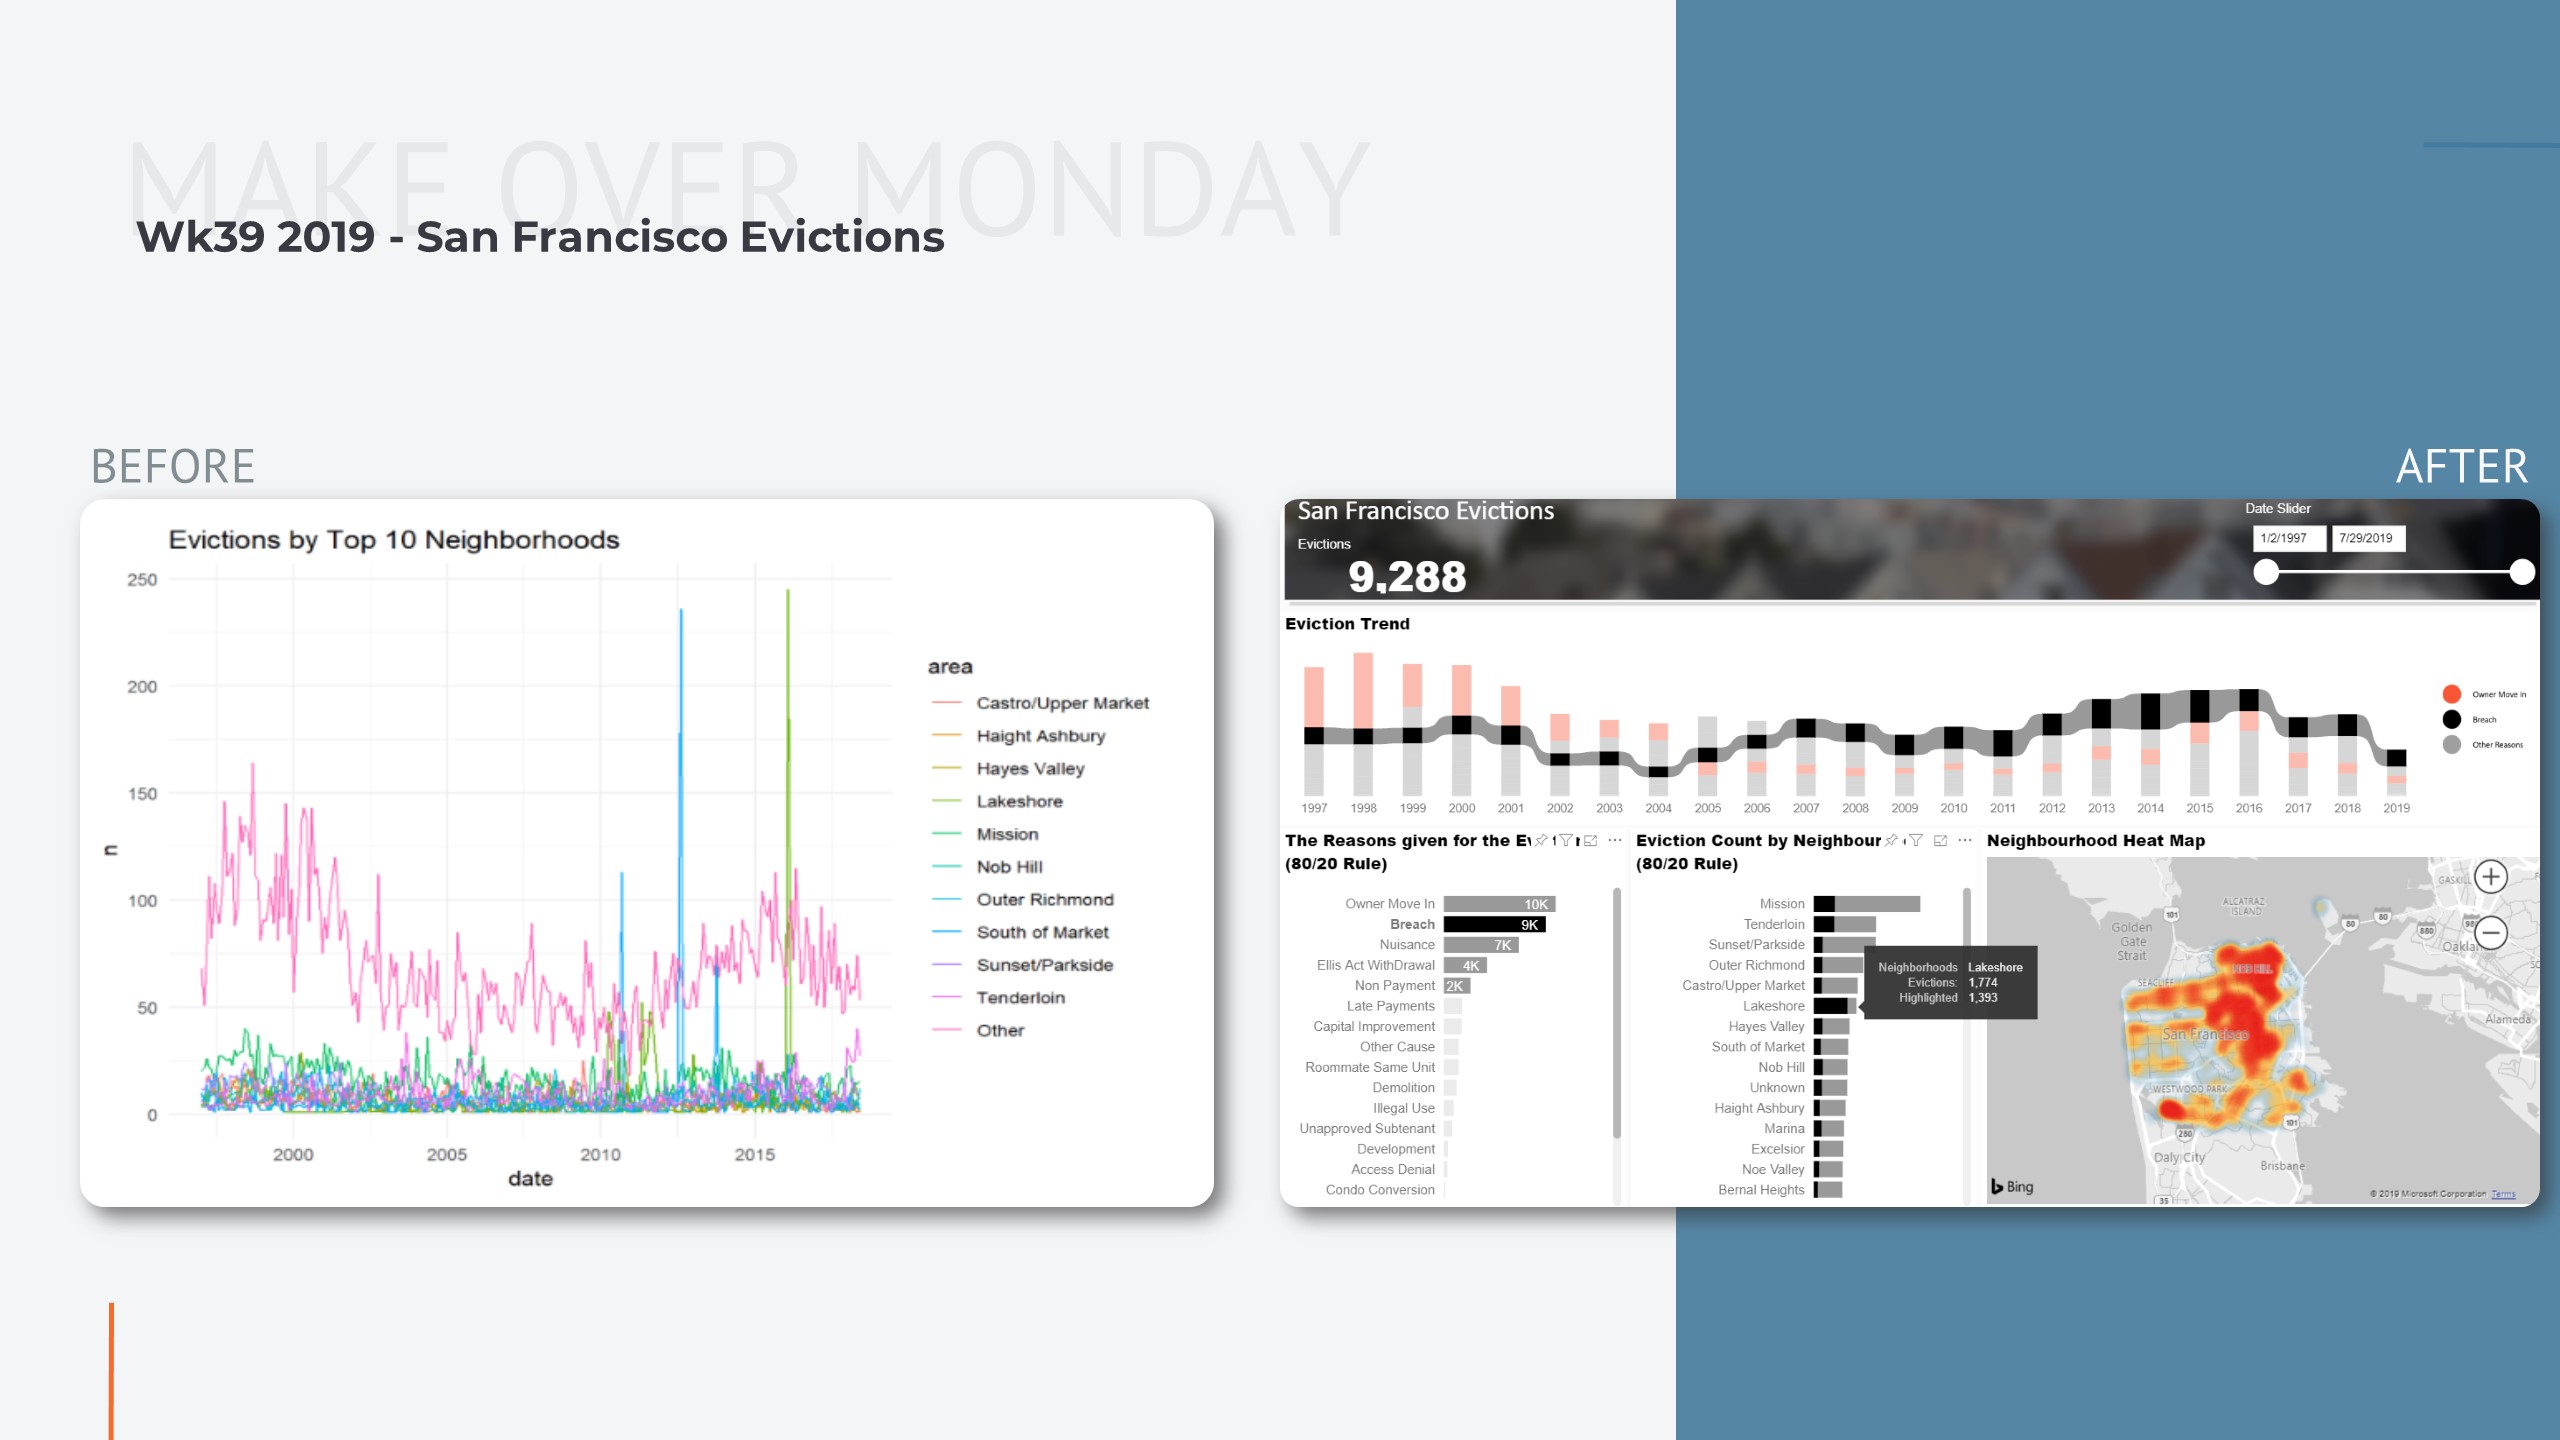 MAKE OVER MONDAY
Wk39 2019 - San Francisco Evictions
BEFORE
AFTER
Evictions by Top 10 Neighborhoods
250
200
150
100
50
0
n
2000 2005 2010 2015
date
area
Castro/Upper Market
Haight Ashbury
Hayes Valley
Lakeshore
Mission
Nob Hill
Outer Richmond
South of Market
Sunset/Parkside
Tenderloin
Other
San Francisco Evictions
Evictions
9,288
Date Slider
1/2/1997 7/29/2019
Eviction Trend
Owner Move In
Breach
Other Reasons
1997 1998 1999 2000 2001 2002 2003 2004 2005 2006 2007 2008 2009 2010 2011 2012 2013 2014 2015 2016 2017 2018 2019
The Reasons given for the
(80/20 Rule)
Owner Move In 10K
Breach 9K
Nuisance 7K
Ellis Act WithDrawal 4K
Non Payment 2K
Late Payments
Capital Improvement
Other Cause
Roommate Same Unit
Demolition
Illegal Use
Unapproved Subtenant
Development
Access Denial
Condo Conversion
Eviction Count by Neighbour
(80/20 Rule)
Mission
Tenderloin
Sunset/Parkside
Outer Richmond
Castro/Upper Market
Lakeshore
Hayes Valley
South of Market
Nob Hill
Unknown
Haight Ashbury
Marina
Excelsior
Noe Valley
Bernal Heights
Neighborhoods Lakeshore
Evictions: 1,774
Highlighted 1,393
Neighbourhood Heat Map
GASKILL
ALCATRAZ
ISLAND
101
80
80
880
Golden
Gate
Strait
NOB HILL
San Francisco
Alameda
WESTWOOD PARK
101
280
Daly City
Brisbane
35
Bing
© 2019 Microsoft Corporation Terms